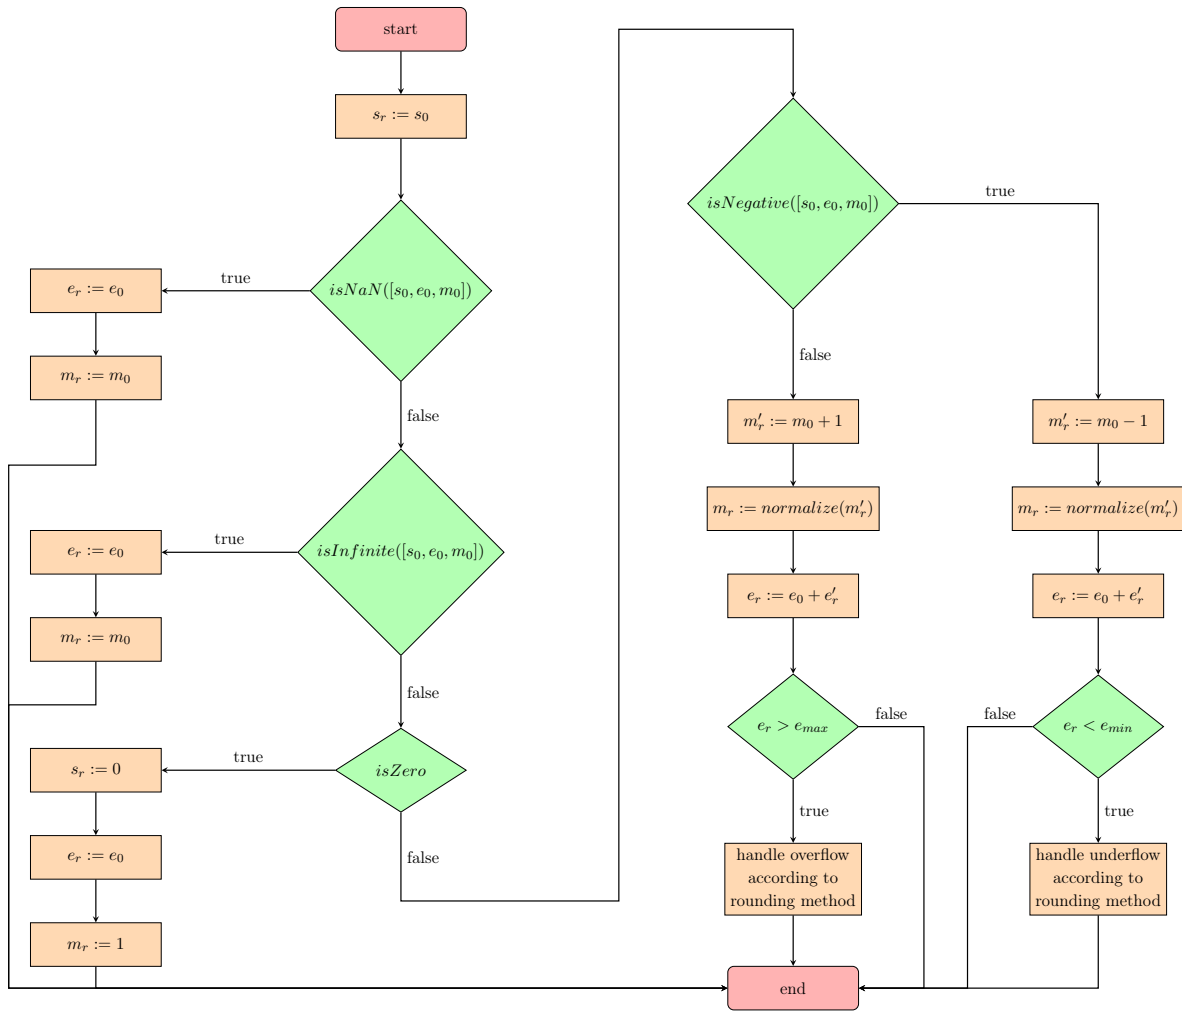 start
s_r := s_0
isNaN([s_0, e_0, m_0])
true
e_r := e_0
m_r := m_0
false
isInfinite([s_0, e_0, m_0])
true
e_r := e_0
m_r := m_0
false
isZero
true
s_r := 0
e_r := e_0
m_r := 1
false
isNegative([s_0, e_0, m_0])
true
false
m'_r := m_0 + 1
m_r := normalize(m'_r)
e_r := e_0 + e'_r
e_r > e_max
false
true
handle overflow
according to
rounding method
m'_r := m_0 − 1
m_r := normalize(m'_r)
e_r := e_0 + e'_r
e_r < e_min
false
true
handle underflow
according to
rounding method
end